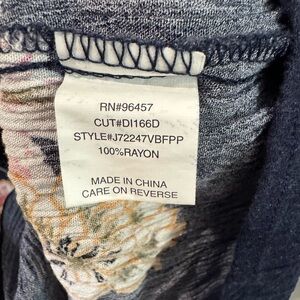 RN#96457
CUT#DI166D
STYLE#J72247VBFPP
100%RAYON
MADE IN CHINA
CARE ON REVERSE